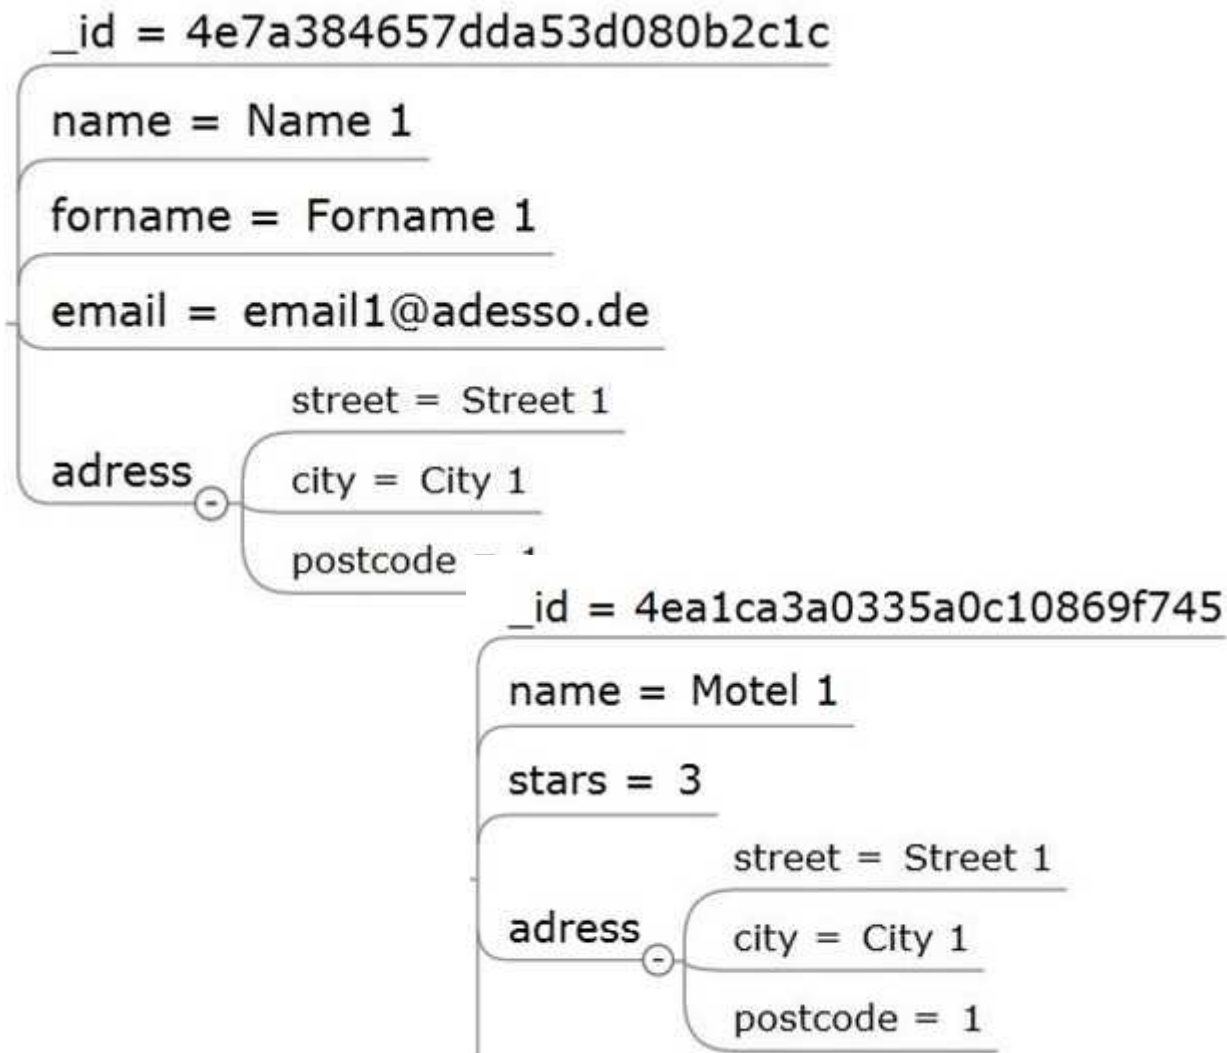 _id = 4e7a384657dda53d080b2c1c
name = Name 1
forname = Forname 1
email = email1@adesso.de
adress
street = Street 1
city = City 1
postcode
_id = 4ea1ca3a0335a0c10869f745
name = Motel 1
stars = 3
adress
street = Street 1
city = City 1
postcode = 1